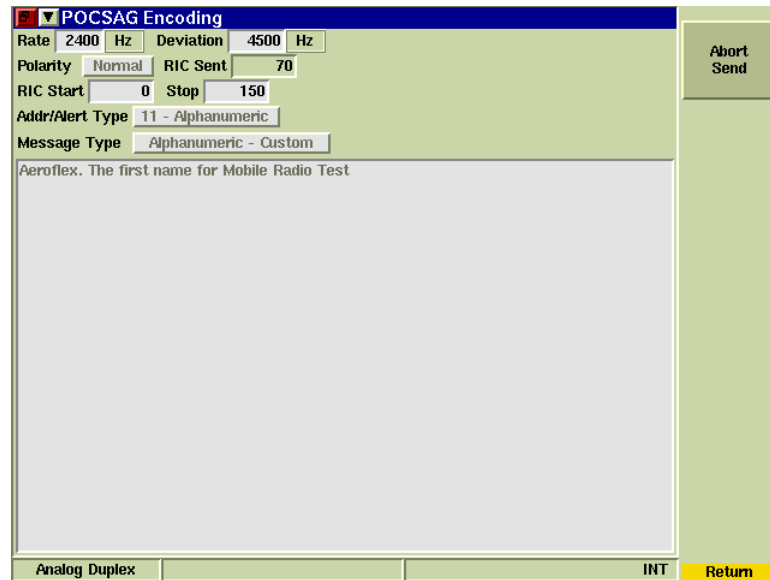 POCSAG Encoding
Rate 2400 Hz Deviation 4500 Hz
Polarity Normal RIC Sent 70
RIC Start 0 Stop 150
Addr/Alert Type 11 - Alphanumeric
Message Type Alphanumeric - Custom
Aeroflex. The first name for Mobile Radio Test
Abort
Send
Analog Duplex INT Return